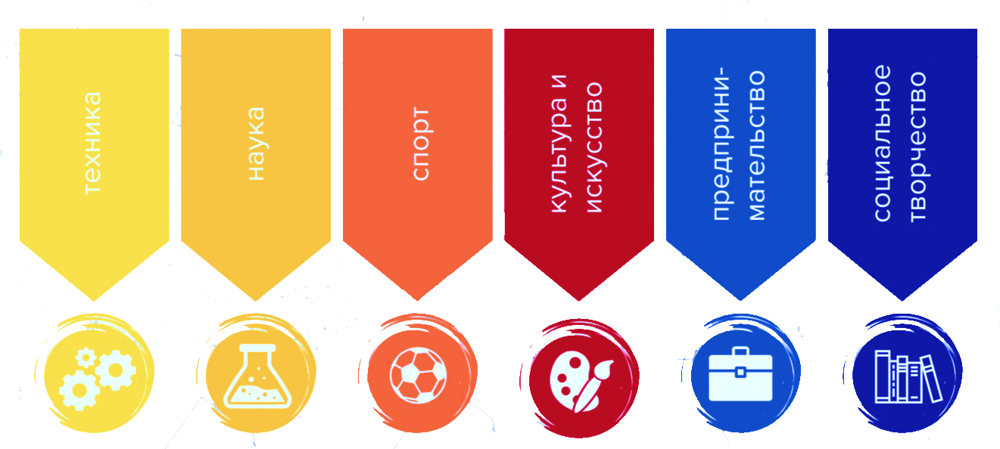 техника
наука
спорт
культура и
искусство
предприни-
мательство
социальное
творчество